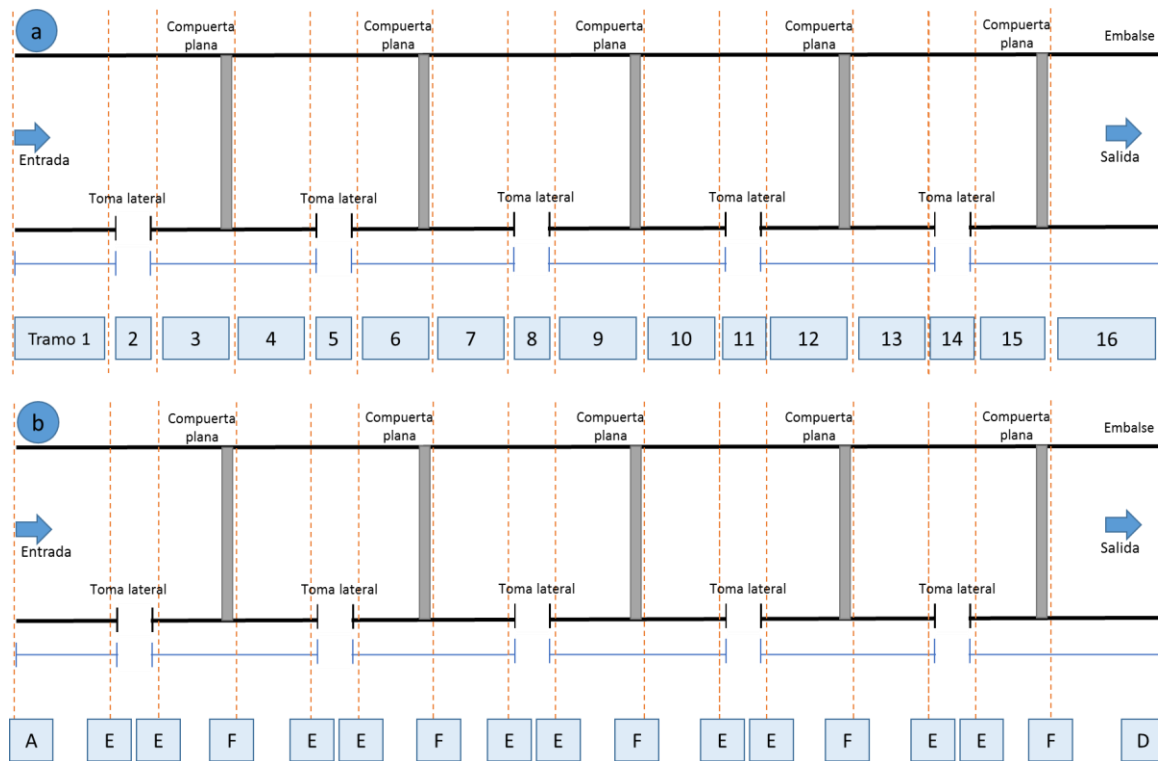 a
Compuerta
plana
Compuerta
plana
Compuerta
plana
Compuerta
plana
Compuerta
plana
Embalse
Entrada
Salida
Toma lateral
Toma lateral
Toma lateral
Toma lateral
Toma lateral
Tramo 1
2
3
4
5
6
7
8
9
10
11
12
13
14
15
16
b
Compuerta
plana
Compuerta
plana
Compuerta
plana
Compuerta
plana
Compuerta
plana
Embalse
Entrada
Salida
Toma lateral
Toma lateral
Toma lateral
Toma lateral
Toma lateral
A
E
E
F
E
E
F
E
E
F
E
E
F
E
E
F
D